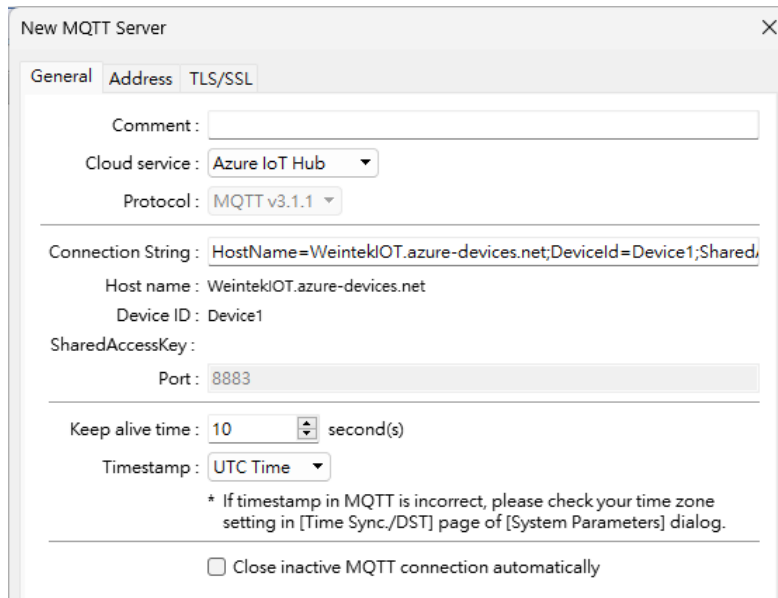 New MQTT Server
General Address TLS/SSL
Comment :
Cloud service : Azure IoT Hub
Protocol : MQTT v3.1.1
Connection String : HostName=WeintekIOT.azure-devices.net;DeviceId=Device1;Shared
Host name : WeintekIOT.azure-devices.net
Device ID : Device1
SharedAccessKey :
Port : 8883
Keep alive time : 10 second(s)
Timestamp : UTC Time
* If timestamp in MQTT is incorrect, please check your time zone
setting in [Time Sync./DST] page of [System Parameters] dialog.
Close inactive MQTT connection automatically